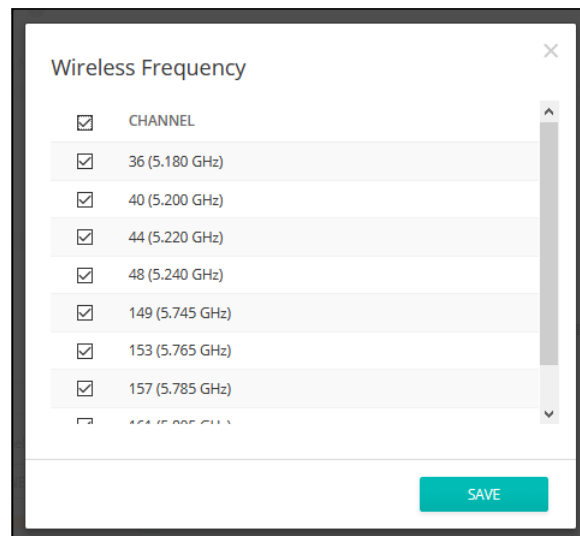 Wireless Frequency
CHANNEL
36 (5.180 GHz)
40 (5.200 GHz)
44 (5.220 GHz)
48 (5.240 GHz)
149 (5.745 GHz)
153 (5.765 GHz)
157 (5.785 GHz)
SAVE